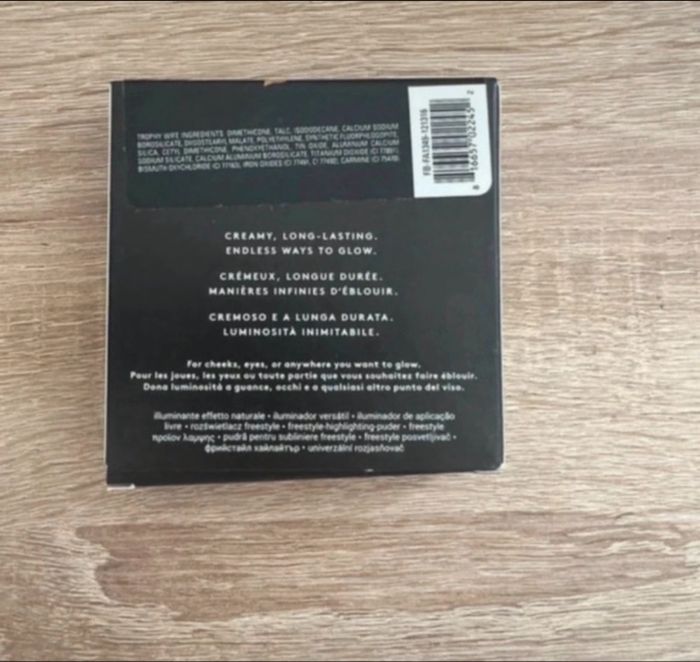 TROPHY WIFE INGREDIENTS: DIMETHICONE, TALC, ISODODECANE, CALCIUM SODIUM
BOROSILICATE, DIISOSTEARYL MALATE, POLYETHYLENE, SYNTHETIC FLUORPHLOGOPITE,
SILICA, CETYL DIMETHICONE, PHENOXYETHANOL, TIN OXIDE, ALUMINUM CALCIUM
SODIUM SILICATE, CALCIUM ALUMINUM BOROSILICATE, TITANIUM DIOXIDE (CI 77891),
BISMUTH OXYCHLORIDE (CI 77163), IRON OXIDES (CI 77491, CI 77492), CARMINE (CI 75470)
FB-FA1349-121316
8 16657 02245 2
CREAMY, LONG-LASTING.
ENDLESS WAYS TO GLOW.
CRÉMEUX, LONGUE DURÉE.
MANIÈRES INFINIES D'ÉBLOUIR.
CREMOSO E A LUNGA DURATA.
LUMINOSITÀ INIMITABILE.
For cheeks, eyes, or anywhere you want to glow.
Pour les joues, les yeux ou toute partie que vous souhaitez faire éblouir.
Dona luminosità a guance, occhi e a qualsiasi altro punto del viso.
illuminante effetto naturale • iluminador versátil • iluminador de aplicação
livre • rozświetlacz freestyle • freestyle-highlighting-puder • freestyle
προϊόν λαμψης • pudră pentru subliniere freestyle • freestyle posvetljivač •
фрийстайл хайлайтър • univerzální rozjasňovač